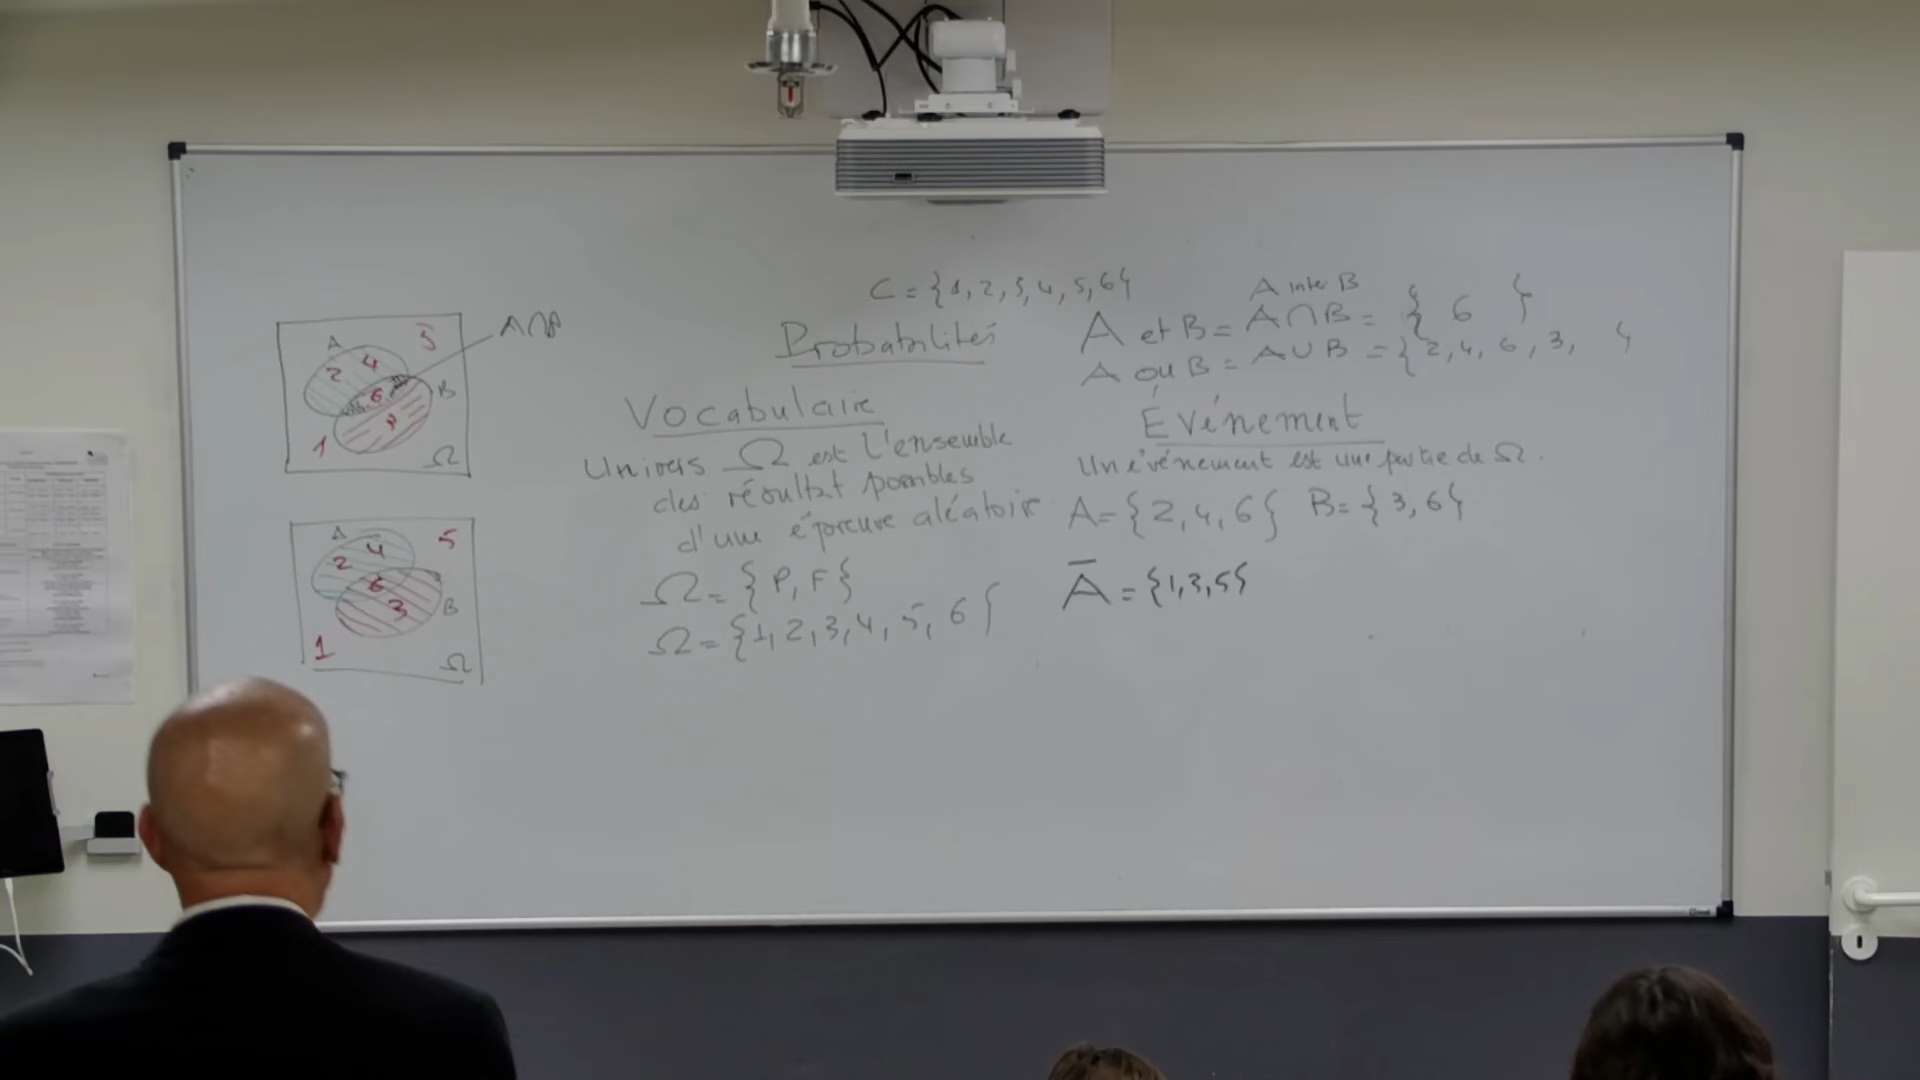 A∩B
A
4
5
2
B
6
1
Ω
A
4
5
2
6
3
B
1
Ω
C = {1, 2, 3, 4, 5, 6}
Probabilités
Vocabulaire
Univers Ω est l'ensemble
des résultat possibles
d'une épreuve aléatoire
Ω = { P, F }
Ω = {1, 2, 3, 4, 5, 6 }
A inter B
A et B = A∩B = { 6 }
A ou B = A∪B = {2, 4, 6, 3, }
Événement
Un événement est une partie de Ω.
A = {2, 4, 6} B = {3, 6}
Ā = {1, 3, 5}